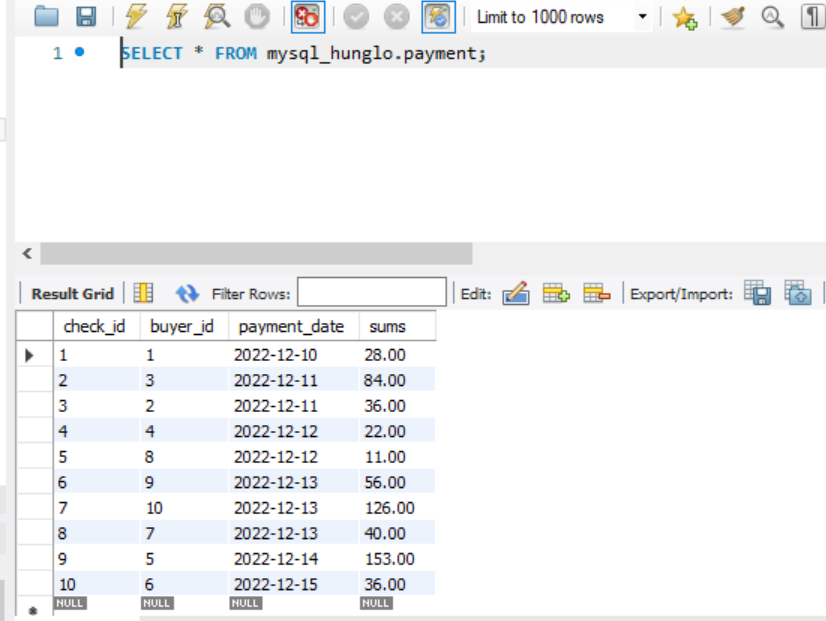 Limit to 1000 rows
1 SELECT * FROM mysql_hunglo.payment;
Result Grid Filter Rows: Edit: Export/Import:
check_id buyer_id payment_date sums
1 1 2022-12-10 28.00
2 3 2022-12-11 84.00
3 2 2022-12-11 36.00
4 4 2022-12-12 22.00
5 8 2022-12-12 11.00
6 9 2022-12-13 56.00
7 10 2022-12-13 126.00
8 7 2022-12-13 40.00
9 5 2022-12-14 153.00
10 6 2022-12-15 36.00
NULL NULL NULL NULL